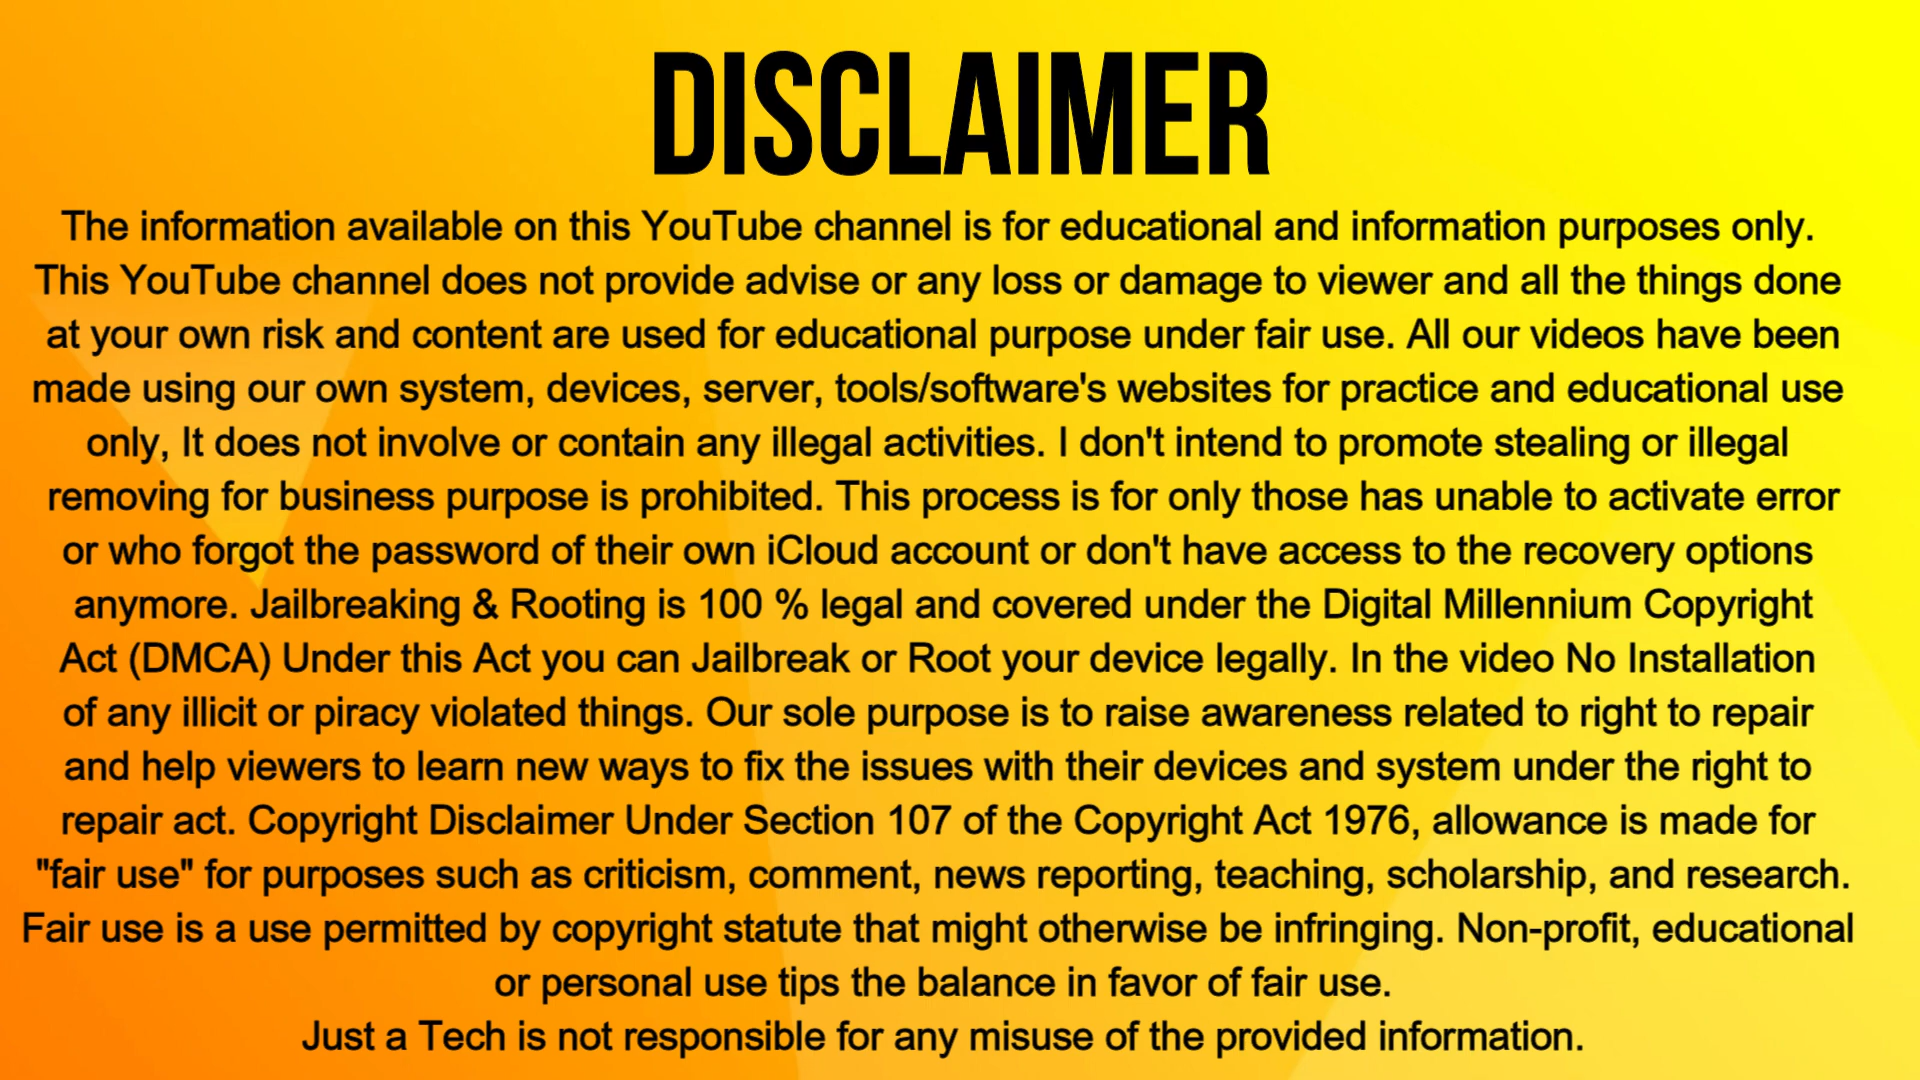 DISCLAIMER
The information available on this YouTube channel is for educational and information purposes only.
This YouTube channel does not provide advise or any loss or damage to viewer and all the things done
at your own risk and content are used for educational purpose under fair use. All our videos have been
made using our own system, devices, server, tools/software's websites for practice and educational use
only, It does not involve or contain any illegal activities. I don't intend to promote stealing or illegal
removing for business purpose is prohibited. This process is for only those has unable to activate error
or who forgot the password of their own iCloud account or don't have access to the recovery options
anymore. Jailbreaking & Rooting is 100 % legal and covered under the Digital Millennium Copyright
Act (DMCA) Under this Act you can Jailbreak or Root your device legally. In the video No Installation
of any illicit or piracy violated things. Our sole purpose is to raise awareness related to right to repair
and help viewers to learn new ways to fix the issues with their devices and system under the right to
repair act. Copyright Disclaimer Under Section 107 of the Copyright Act 1976, allowance is made for
"fair use" for purposes such as criticism, comment, news reporting, teaching, scholarship, and research.
Fair use is a use permitted by copyright statute that might otherwise be infringing. Non-profit, educational
or personal use tips the balance in favor of fair use.
Just a Tech is not responsible for any misuse of the provided information.